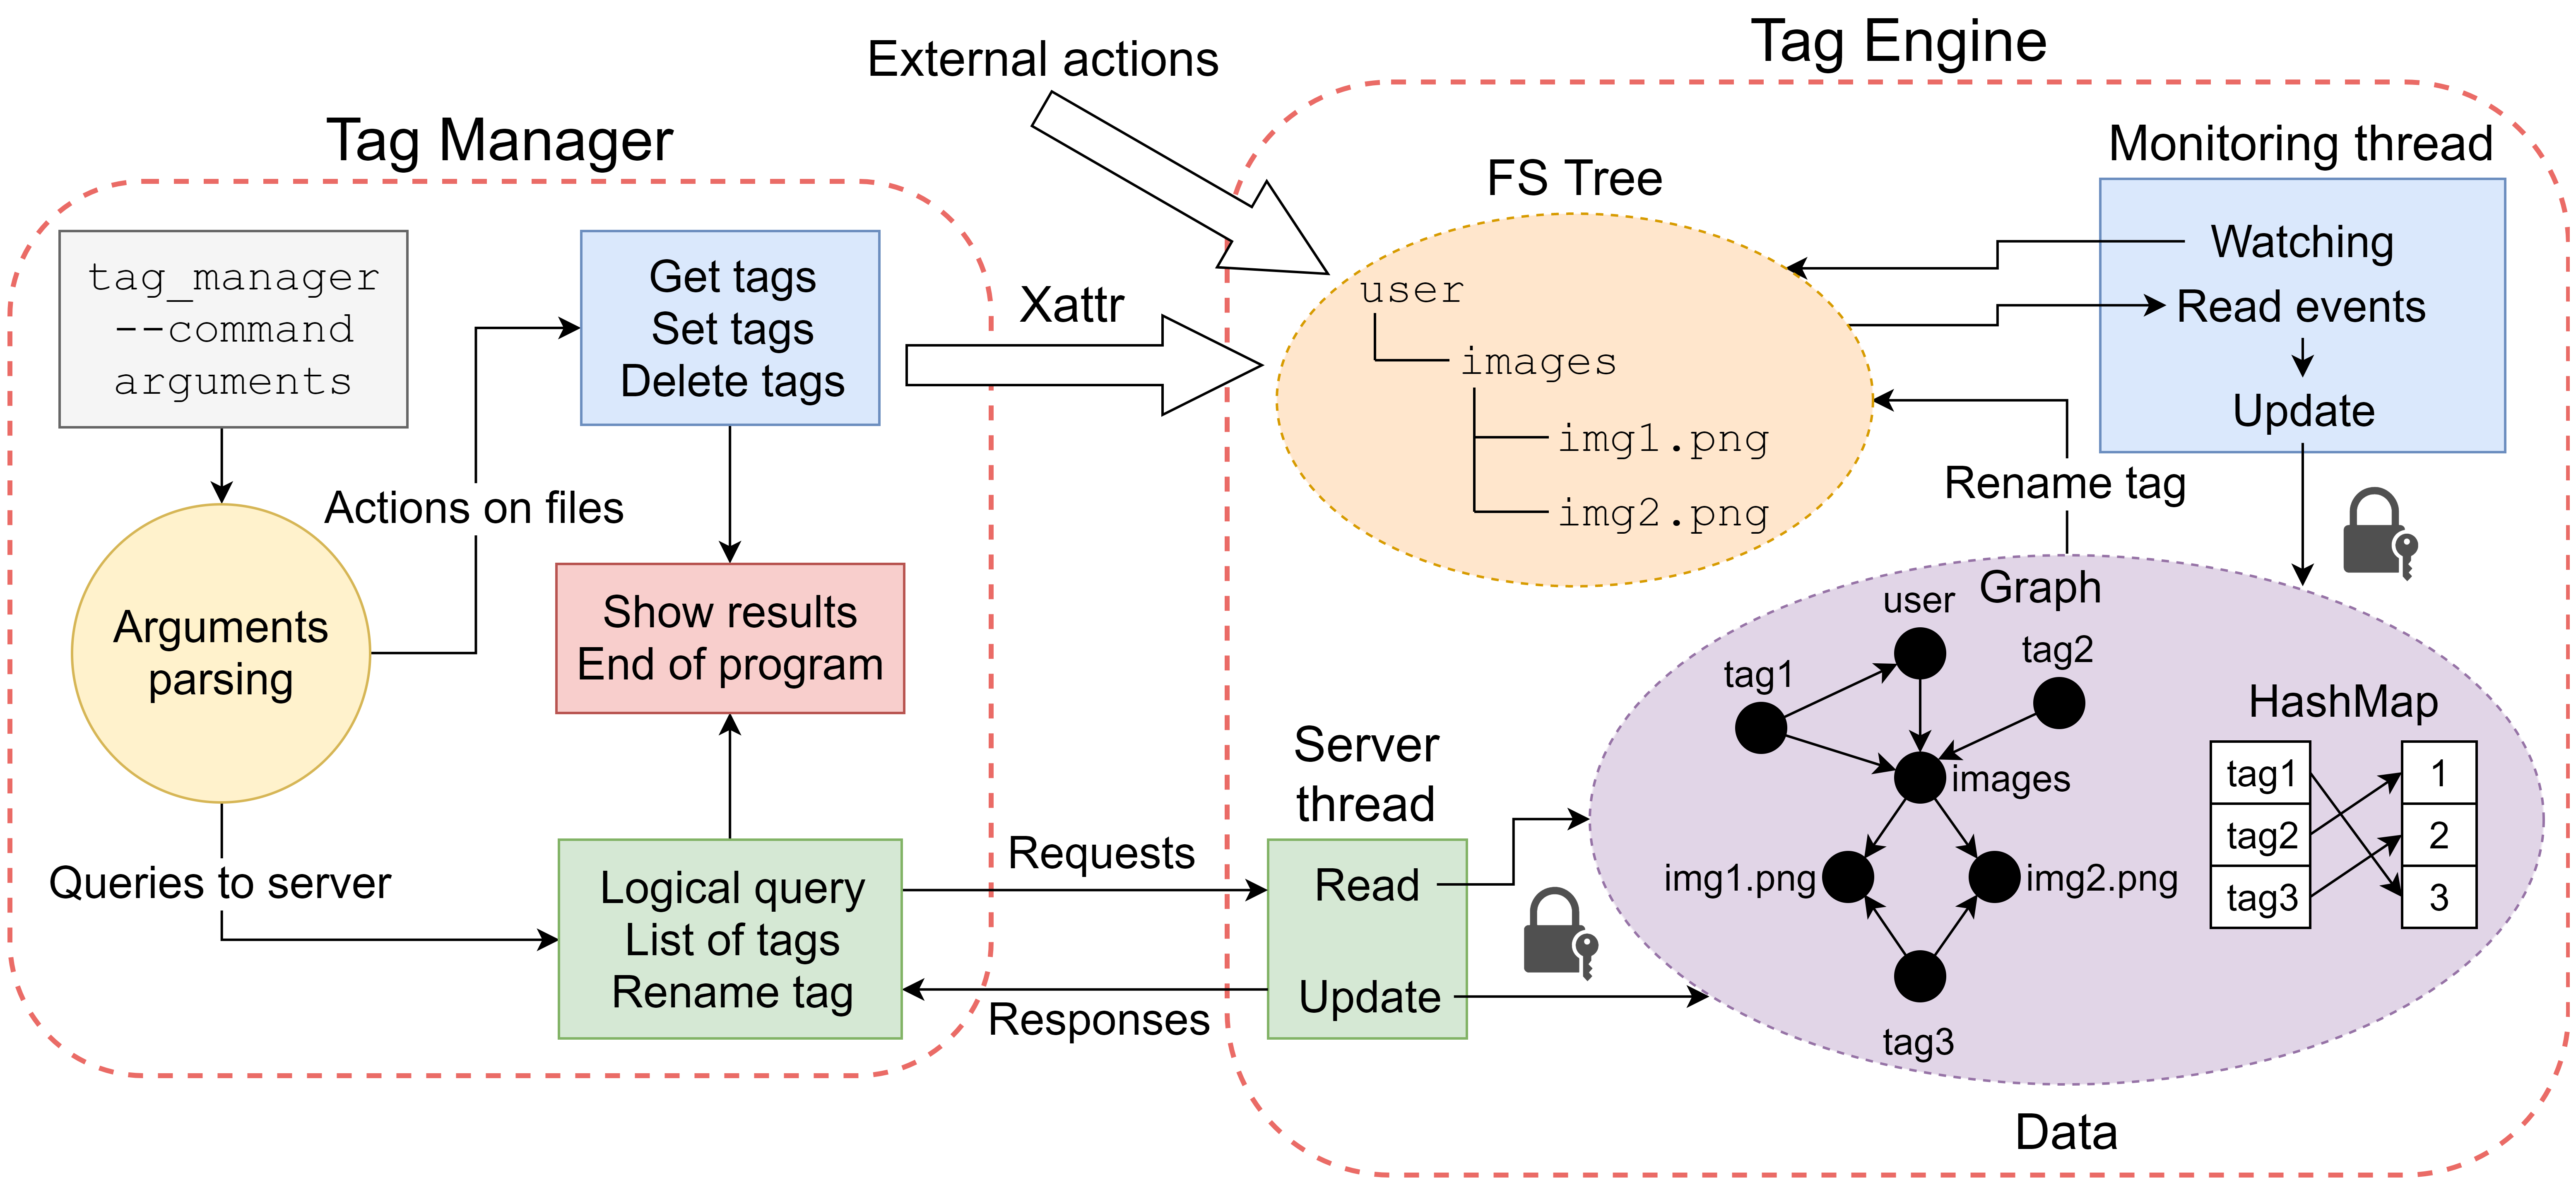 Tag Manager
tag_manager
--command
arguments
Get tags
Set tags
Delete tags
Actions on files
Arguments
parsing
Show results
End of program
Queries to server
Logical query
List of tags
Rename tag
External actions
Xattr
Requests
Responses
Tag Engine
FS Tree
user
images
img1.png
img2.png
Monitoring thread
Watching
Read events
Update
Rename tag
Server
thread
Read
Update
Graph
user
tag1
tag2
images
img1.png
img2.png
tag3
HashMap
tag1
1
tag2
2
tag3
3
Data